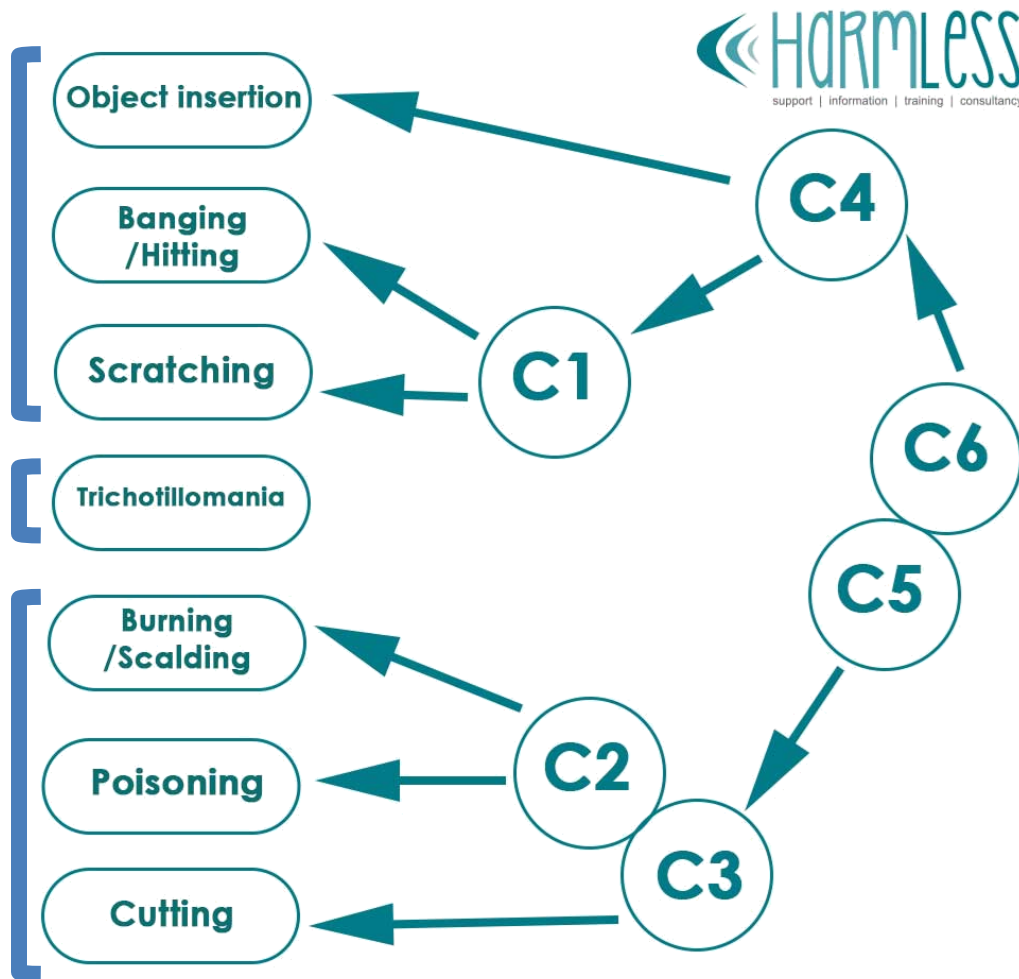 HARMLESS
support | information | training | consultancy
Object insertion
C4
Banging
/Hitting
Scratching
C1
C6
Trichotillomania
C5
Burning
/Scalding
C2
Poisoning
C3
Cutting